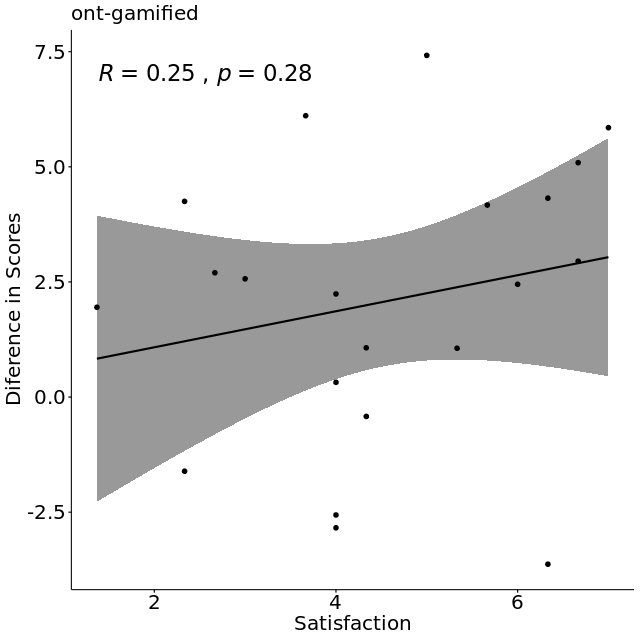 ont-gamified
7.5
R = 0.25 , p = 0.28
5.0
2.5
0.0
-2.5
Diference in Scores
2 4 6
Satisfaction